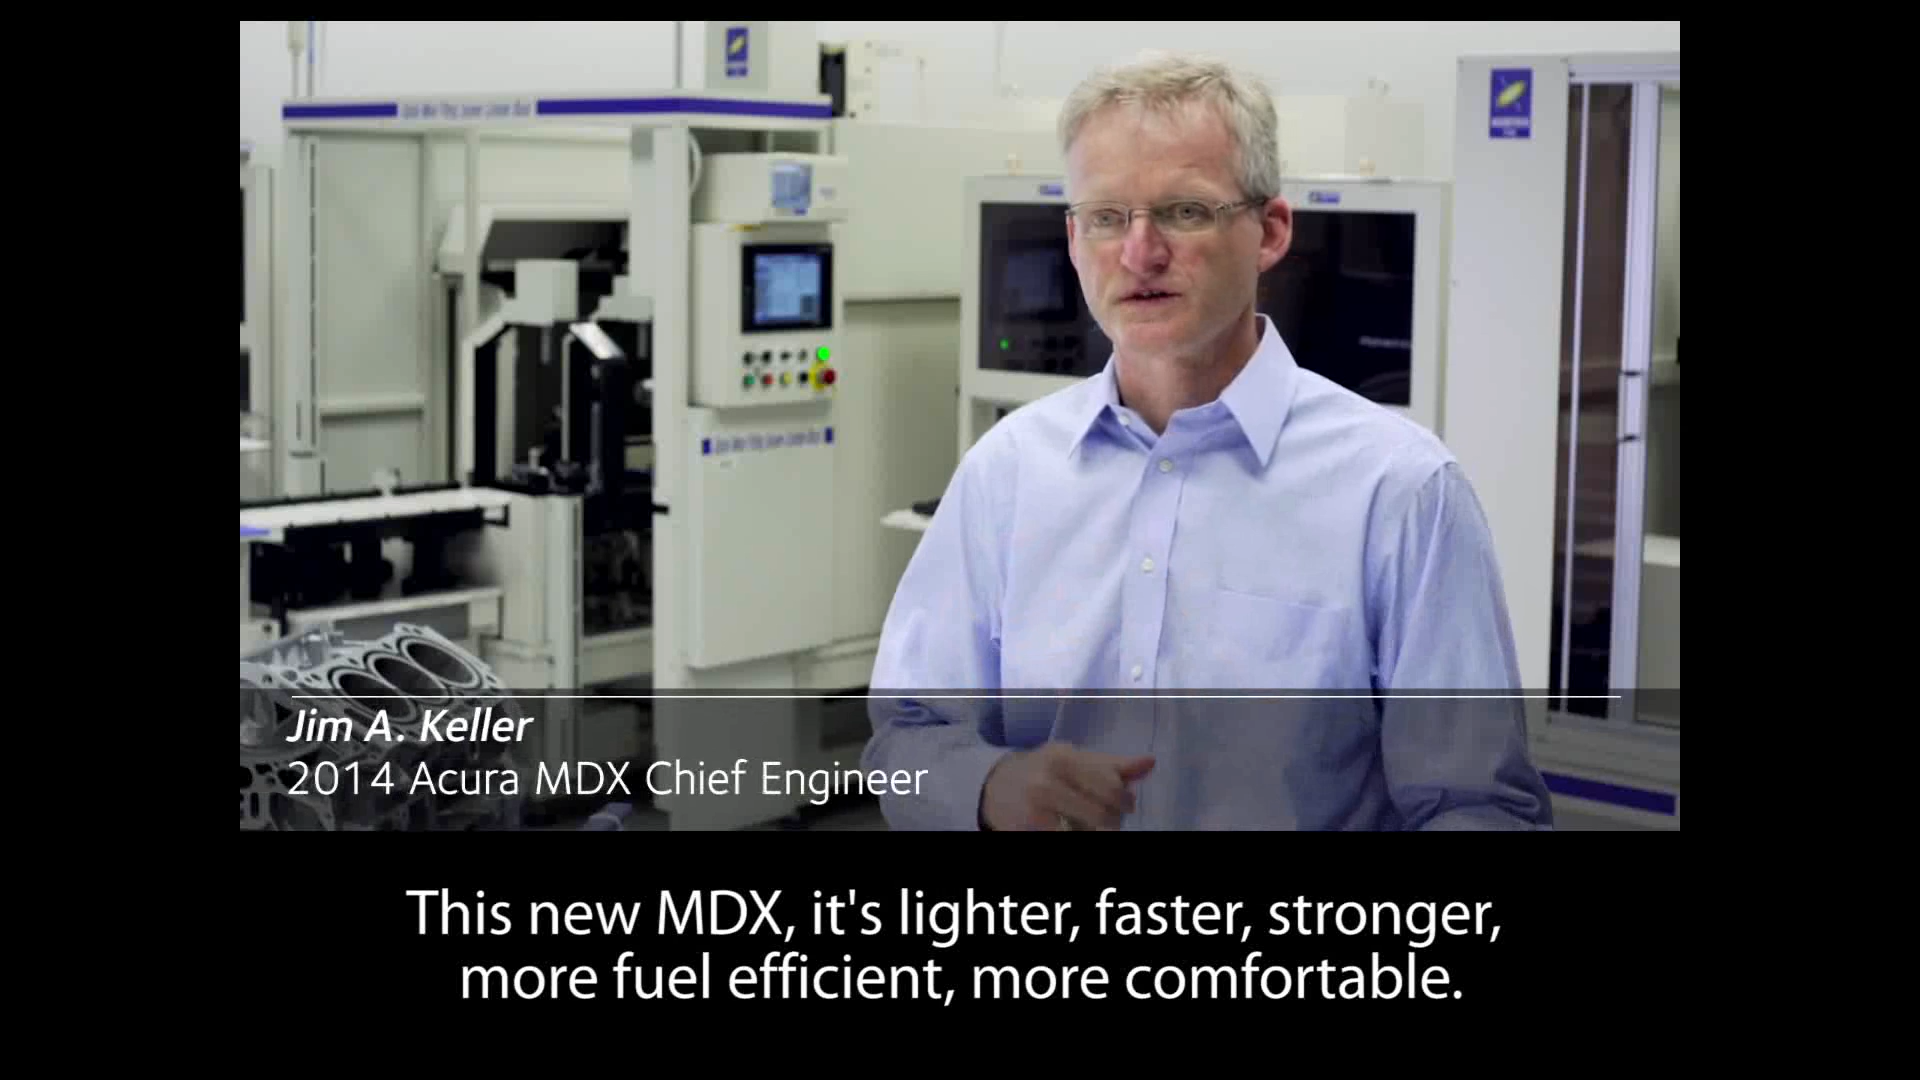 Jim A. Keller
2014 Acura MDX Chief Engineer
This new MDX, it's lighter, faster, stronger,
more fuel efficient, more comfortable.